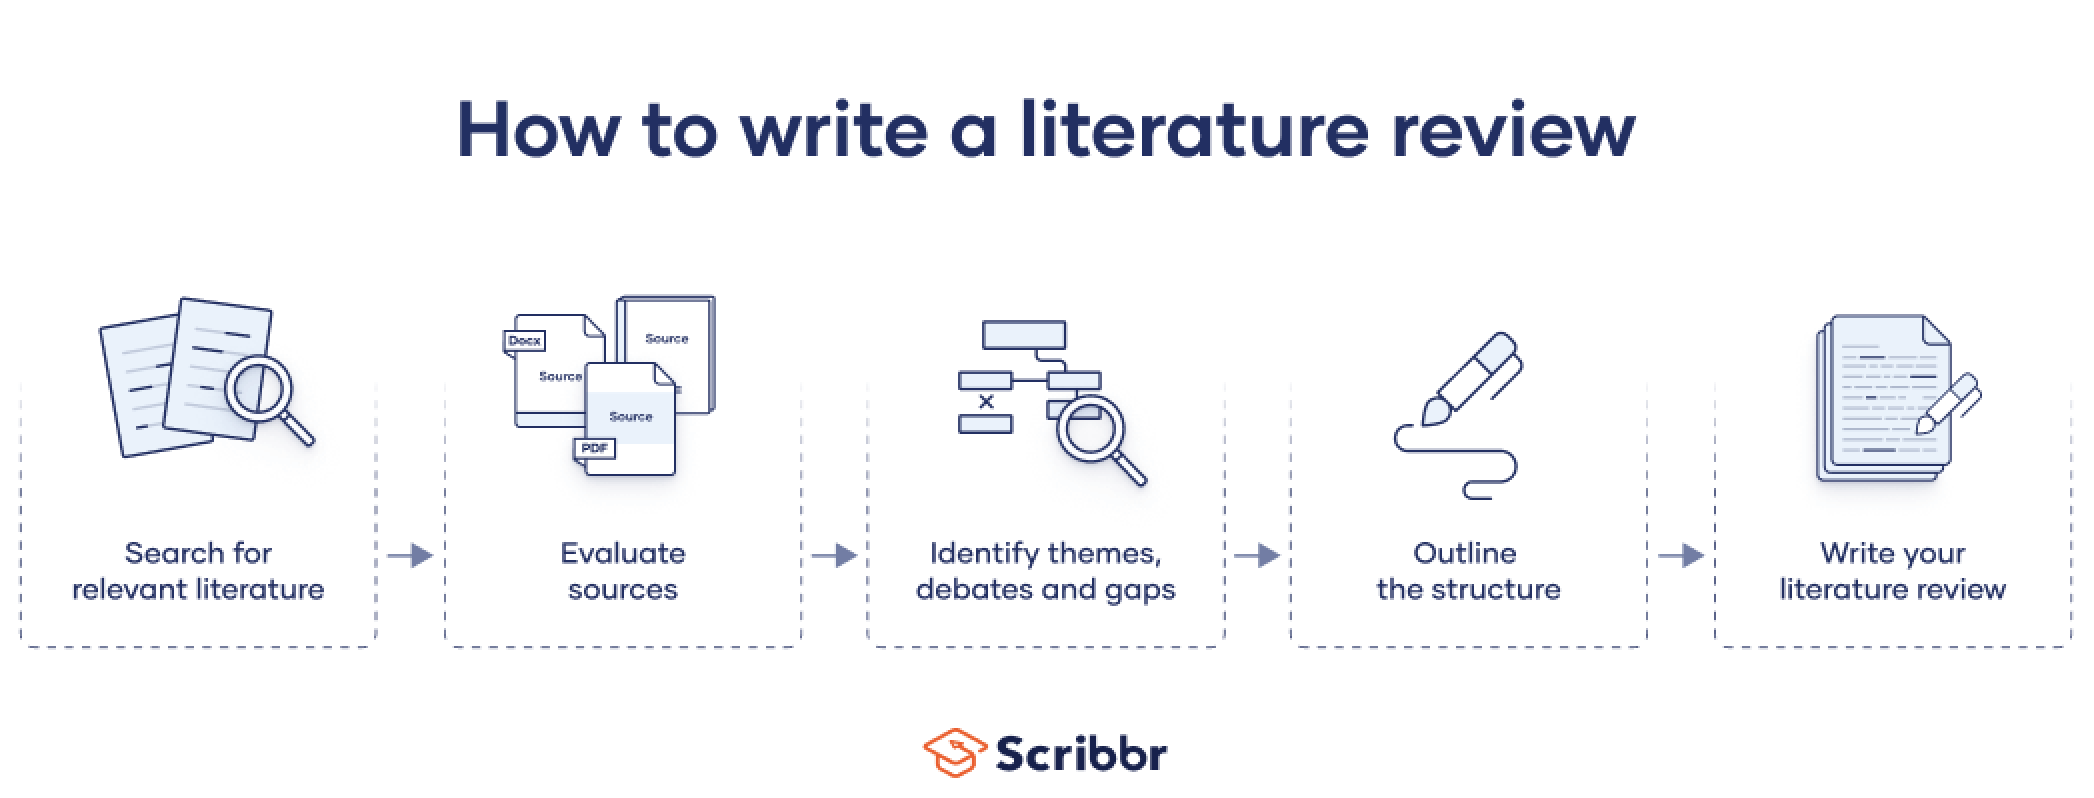 How to write a literature review
Docx
Source
Source
Source
PDF
Search for
relevant literature
Evaluate
sources
Identify themes,
debates and gaps
Outline
the structure
Write your
literature review
Scribbr